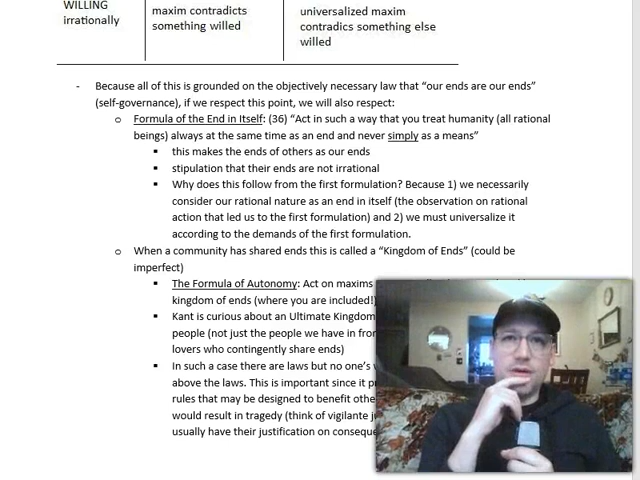 WILLING
irrationally
maxim contradicts
something willed
universalized maxim
contradics something else
willed
- Because all of this is grounded on the objectively necessary law that “our ends are our ends”
(self-governance), if we respect this point, we will also respect:
o Formula of the End in Itself: (36) “Act in such a way that you treat humanity (all rational
beings) always at the same time as an end and never simply as a means”
▪ this makes the ends of others as our ends
▪ stipulation that their ends are not irrational
▪ Why does this follow from the first formulation? Because 1) we necessarily
consider our rational nature as an end in itself (the observation on rational
action that led us to the first formulation) and 2) we must universalize it
according to the demands of the first formulation.
o When a community has shared ends this is called a “Kingdom of Ends” (could be
imperfect)
▪ The Formula of Autonomy: Act on maxims
kingdom of ends (where you are included!)
▪ Kant is curious about an Ultimate Kingdom
people (not just the people we have in fron
lovers who contingently share ends)
▪ In such a case there are laws but no one’s
above the laws. This is important since it p
rules that may be designed to benefit othe
would result in tragedy (think of vigilante
usually have their justification on conseque